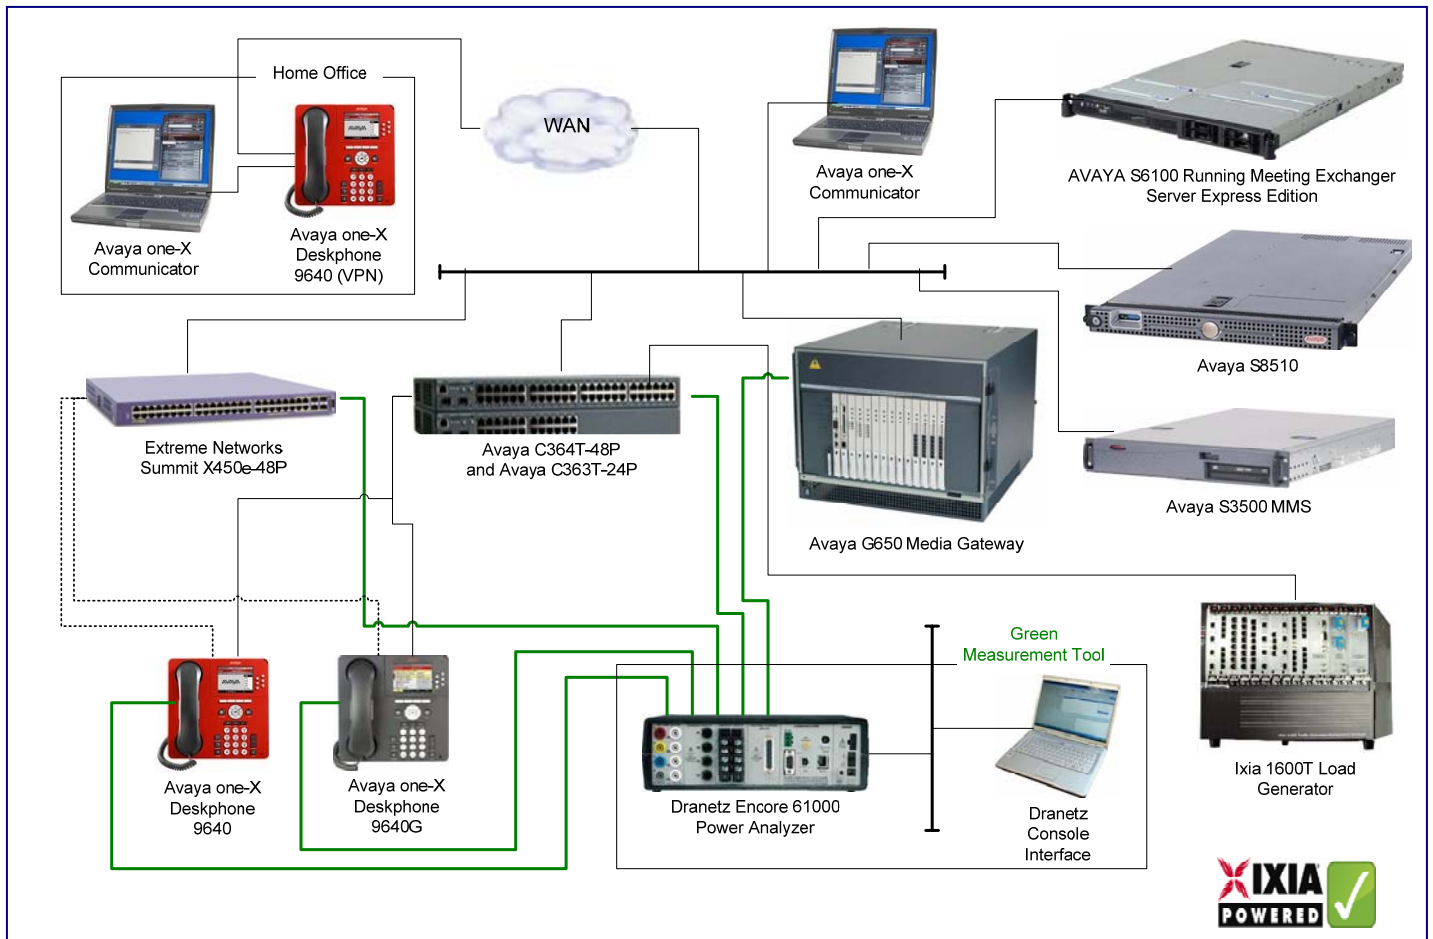 Home Office
WAN
Avaya one-X
Communicator
Avaya one-X
Deskphone
9640 (VPN)
Avaya one-X
Communicator
AVAYA S6100 Running Meeting Exchanger
Server Express Edition
Avaya S8510
Avaya S3500 MMS
Extreme Networks
Summit X450e-48P
Avaya C364T-48P
and Avaya C363T-24P
Avaya G650 Media Gateway
Green
Measurement Tool
Avaya one-X
Deskphone
9640
Avaya one-X
Deskphone
9640G
Dranetz Encore 61000
Power Analyzer
Dranetz
Console
Interface
Ixia 1600T Load
Generator
IXIA
POWERED